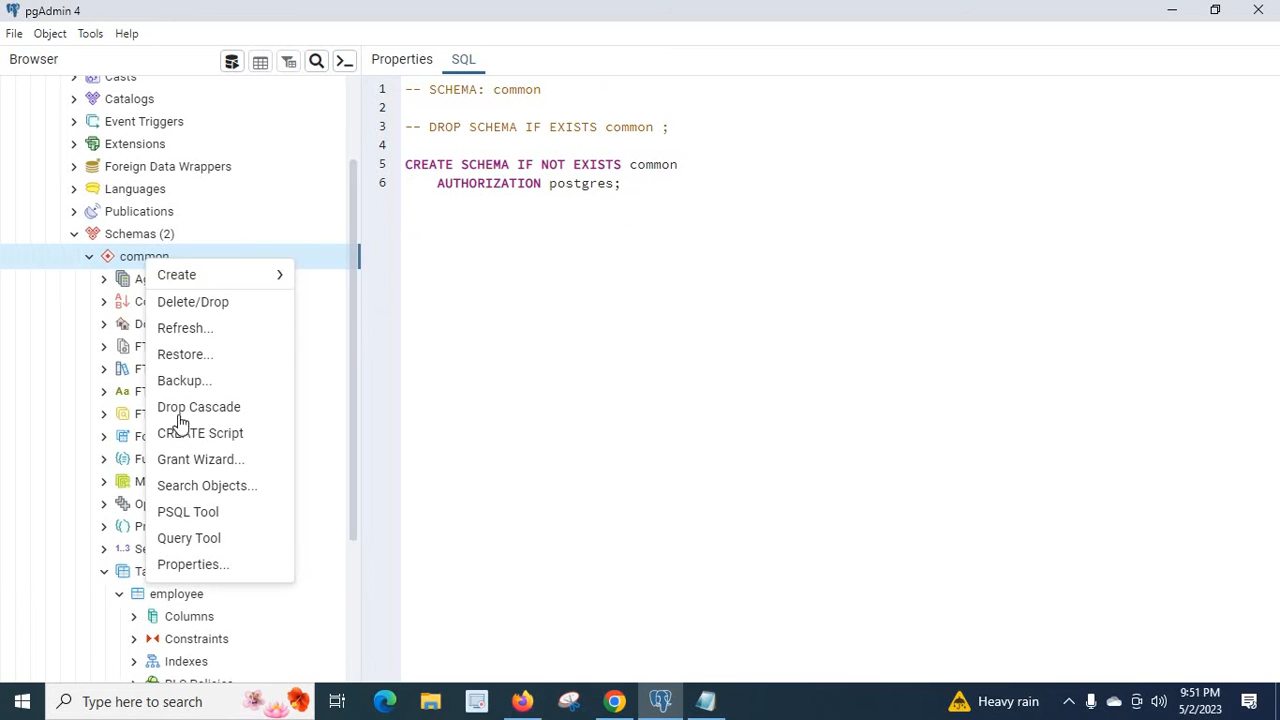 pgAdmin 4
File Object Tools Help
Browser
Properties SQL
Casts
Catalogs
Event Triggers
Extensions
Foreign Data Wrappers
Languages
Publications
Schemas (2)
common
Create
Delete/Drop
Refresh...
Restore...
Backup...
Drop Cascade
CREATE Script
Grant Wizard...
Search Objects...
PSQL Tool
Query Tool
Properties...
employee
Columns
Constraints
Indexes
1 -- SCHEMA: common
2
3 -- DROP SCHEMA IF EXISTS common ;
4
5 CREATE SCHEMA IF NOT EXISTS common
6 AUTHORIZATION postgres;
Type here to search
Heavy rain
9:51 PM
5/2/2023